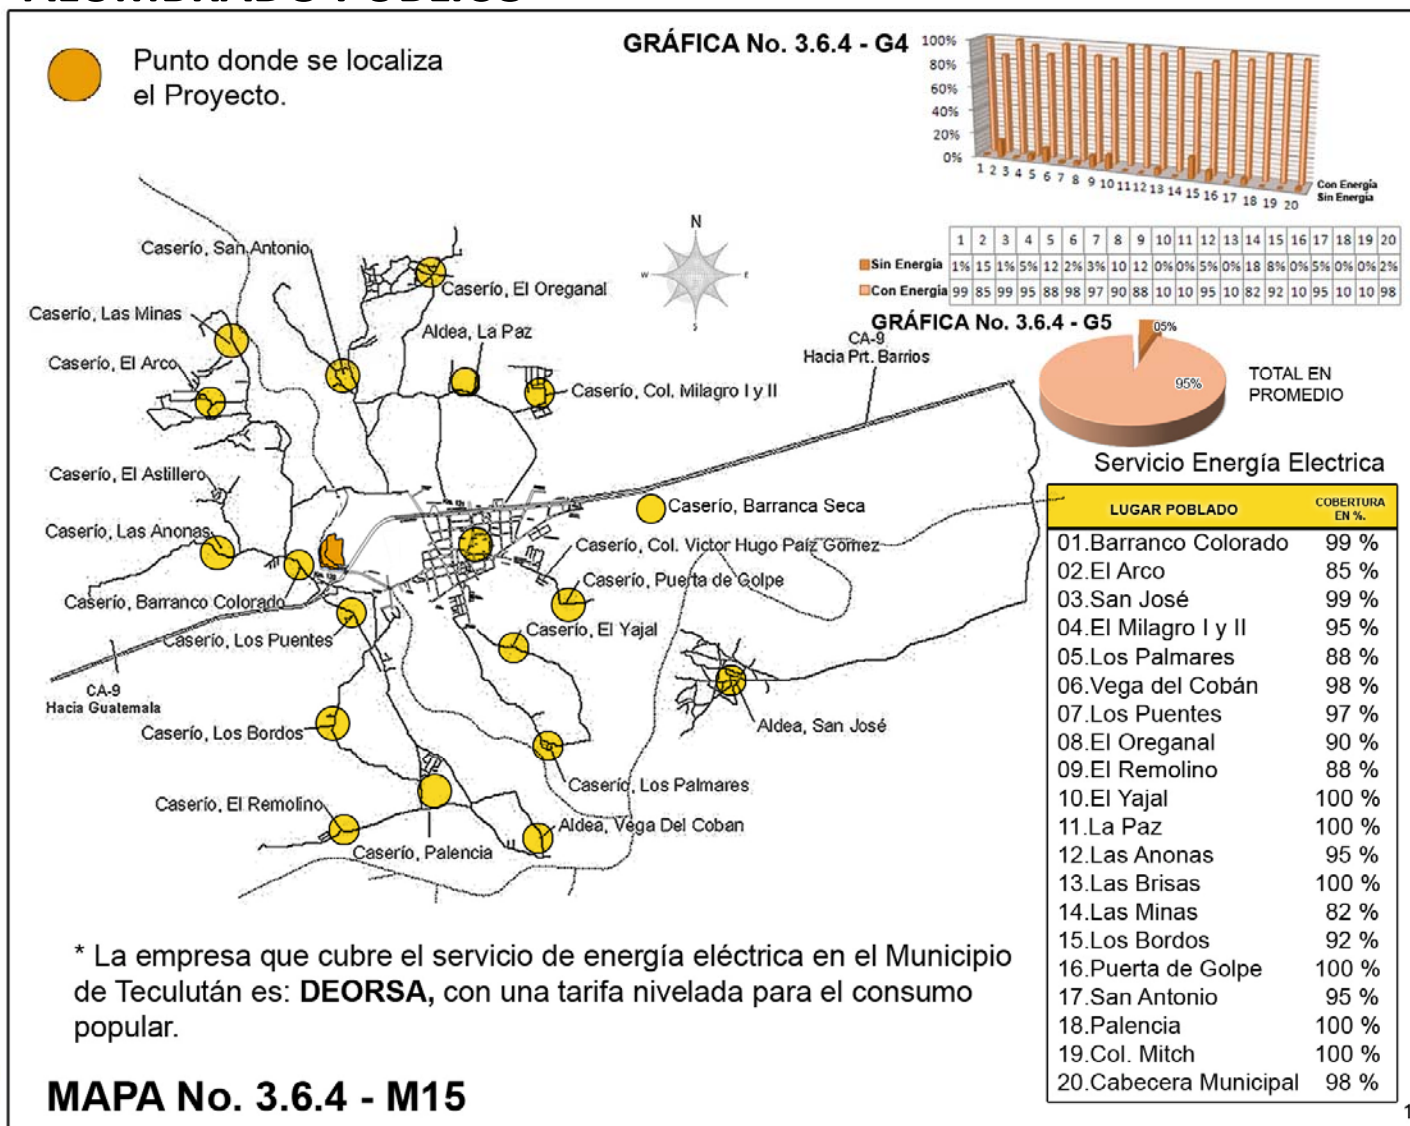 Punto donde se localiza
el Proyecto.
GRÁFICA No. 3.6.4 - G4
100%
80%
60%
40%
20%
0%
1 2 3 4 5 6 7 8 9 10 11 12 13 14 15 16 17 18 19 20
Con Energía
Sin Energía
1 2 3 4 5 6 7 8 9 10 11 12 13 14 15 16 17 18 19 20
Sin Energía 1% 15 1% 5% 12 2% 3% 10 12 0% 0% 5% 0% 18 8% 0% 5% 0% 0% 2%
Con Energía 99 85 99 95 88 98 97 90 88 10 10 95 10 82 92 10 95 10 10 98
GRÁFICA No. 3.6.4 - G5
05%
95%
TOTAL EN
PROMEDIO
N
W
E
S
CA-9
Hacia Prt. Barrios
Caserío, San Antonio
Caserío, El Oreganal
Caserío, Las Minas
Aldea, La Paz
Caserío, El Arco
Caserío, Col. Milagro I y II
Caserío, El Astillero
Caserío, Barranca Seca
Caserío, Las Anonas
Caserío, Col. Victor Hugo Paíz Gómez
Caserío, Puerta de Golpe
Caserío, Barranco Colorado
Caserío, El Yajal
Caserío, Los Puentes
CA-9
Hacia Guatemala
Caserío, Los Bordos
Aldea, San José
Caserío, Los Palmares
Caserío, El Remolino
Aldea, Vega Del Coban
Caserío, Palencia
Servicio Energía Electrica
LUGAR POBLADO COBERTURA
EN %.
01.Barranco Colorado 99 %
02.El Arco 85 %
03.San José 99 %
04.El Milagro I y II 95 %
05.Los Palmares 88 %
06.Vega del Cobán 98 %
07.Los Puentes 97 %
08.El Oreganal 90 %
09.El Remolino 88 %
10.El Yajal 100 %
11.La Paz 100 %
12.Las Anonas 95 %
13.Las Brisas 100 %
14.Las Minas 82 %
15.Los Bordos 92 %
16.Puerta de Golpe 100 %
17.San Antonio 95 %
18.Palencia 100 %
19.Col. Mitch 100 %
20.Cabecera Municipal 98 %
* La empresa que cubre el servicio de energía eléctrica en el Municipio
de Teculután es: DEORSA, con una tarifa nivelada para el consumo
popular.
MAPA No. 3.6.4 - M15
1